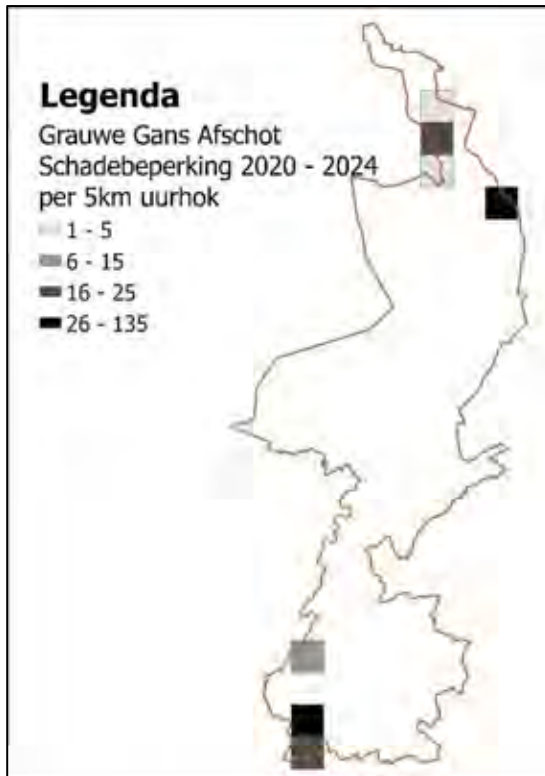 Legenda
Grauwe Gans Afschot
Schadebeperking 2020 - 2024
per 5km uurhok
1 - 5
6 - 15
16 - 25
26 - 135